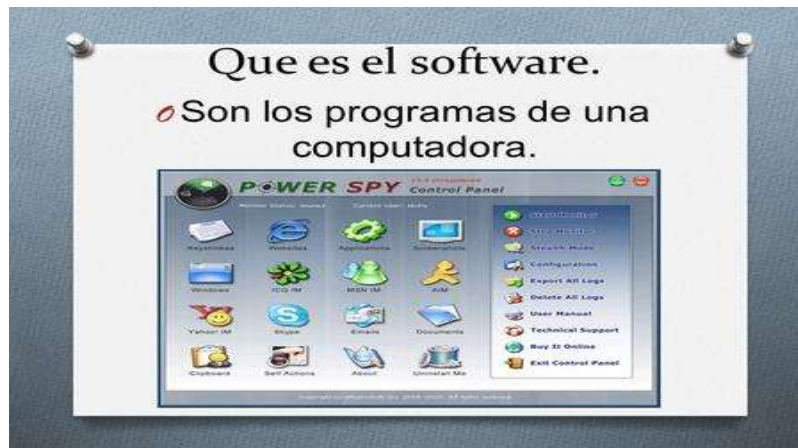 Que es el software.
Son los programas de una
computadora.
POWER SPY Control Panel
Keystrokes Websites Applications Screenshots
Windows ICQ IM MSN IM AIM
Yahoo! IM Skype Emails Documents
Clipboard Self Actions About Uninstall Me
Start Monitor
Stop Monitor
Stealth Mode
Configuration
Export All Logs
Delete All Logs
User Manual
Technical Support
Buy It Online
Exit Control Panel